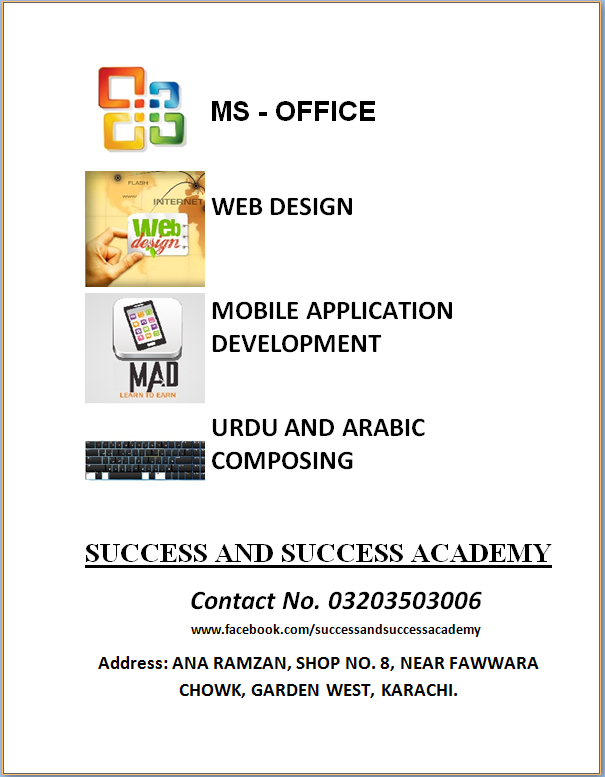 MS - OFFICE
FLASH
WWW
INTERNET
Web
design
WEB DESIGN
MOBILE APPLICATION
DEVELOPMENT
MAD
LEARN TO EARN
URDU AND ARABIC
COMPOSING
SUCCESS AND SUCCESS ACADEMY
Contact No. 03203503006
www.facebook.com/successandsuccessacademy
Address: ANA RAMZAN, SHOP NO. 8, NEAR FAWWARA
CHOWK, GARDEN WEST, KARACHI.